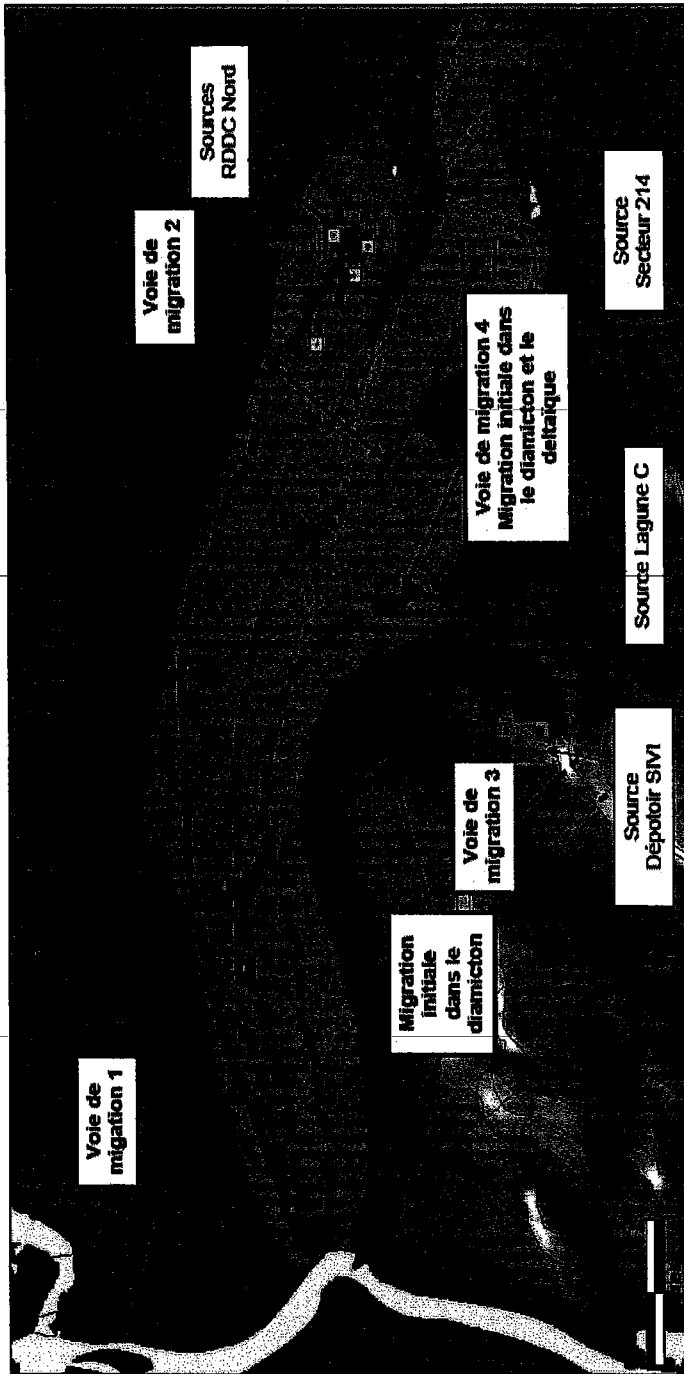 Voie de
migation 1
Voie de
migration 2
Sources
RDDC Nord
Migration
initiale
dans le
diamicton
Voie de
migration 3
Voie de migration 4
Migration initiale dans
le diamicton et le
deltaïque
Source
Dépotoir SIVI
Source Lagune C
Source
Secteur 214